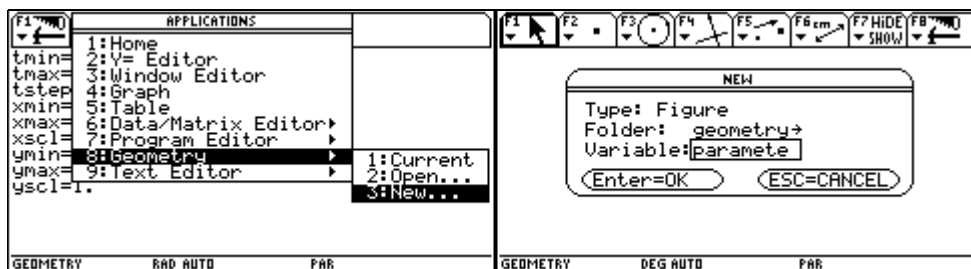 F1
APPLICATIONS
1:Home
tmin= 2:Y= Editor
tmax= 3:Window Editor
tstep 4:Graph
xmin= 5:Table
xmax= 6:Data/Matrix Editor
xscl= 7:Program Editor
ymin= 8:Geometry
1:Current
ymax= 9:Text Editor
2:Open...
yscl=1.
3:New...
GEOMETRY RAD AUTO PAR
F1 F2 F3 F4 F5 F6 cm F7 HiDE F8
SHOW
NEW
Type: Figure
Folder: geometry→
Variable: paramete
Enter=OK ESC=CANCEL
GEOMETRY DEG AUTO PAR